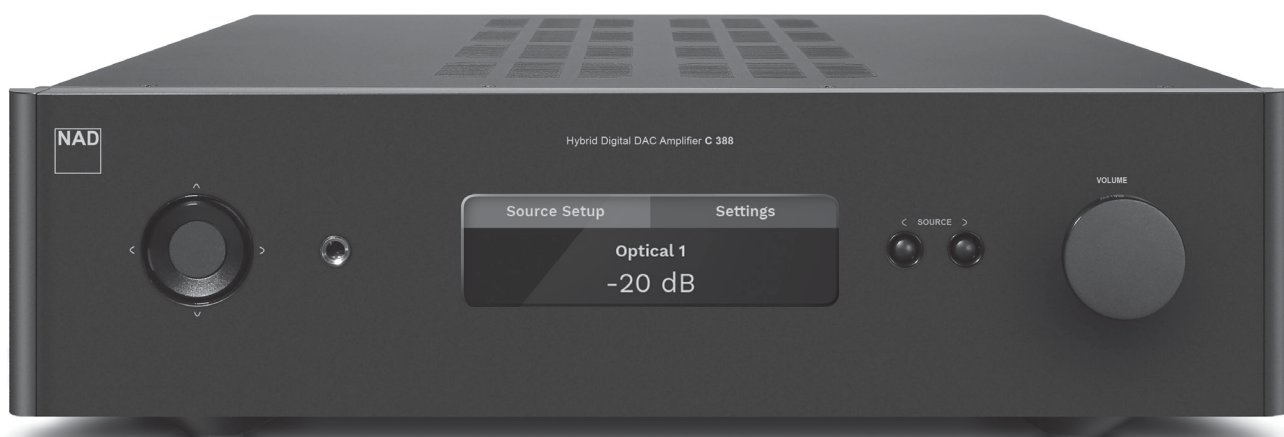 NAD
Hybrid Digital DAC Amplifier C 388
VOLUME
Source Setup
Settings
< SOURCE >
Optical 1
-20 dB